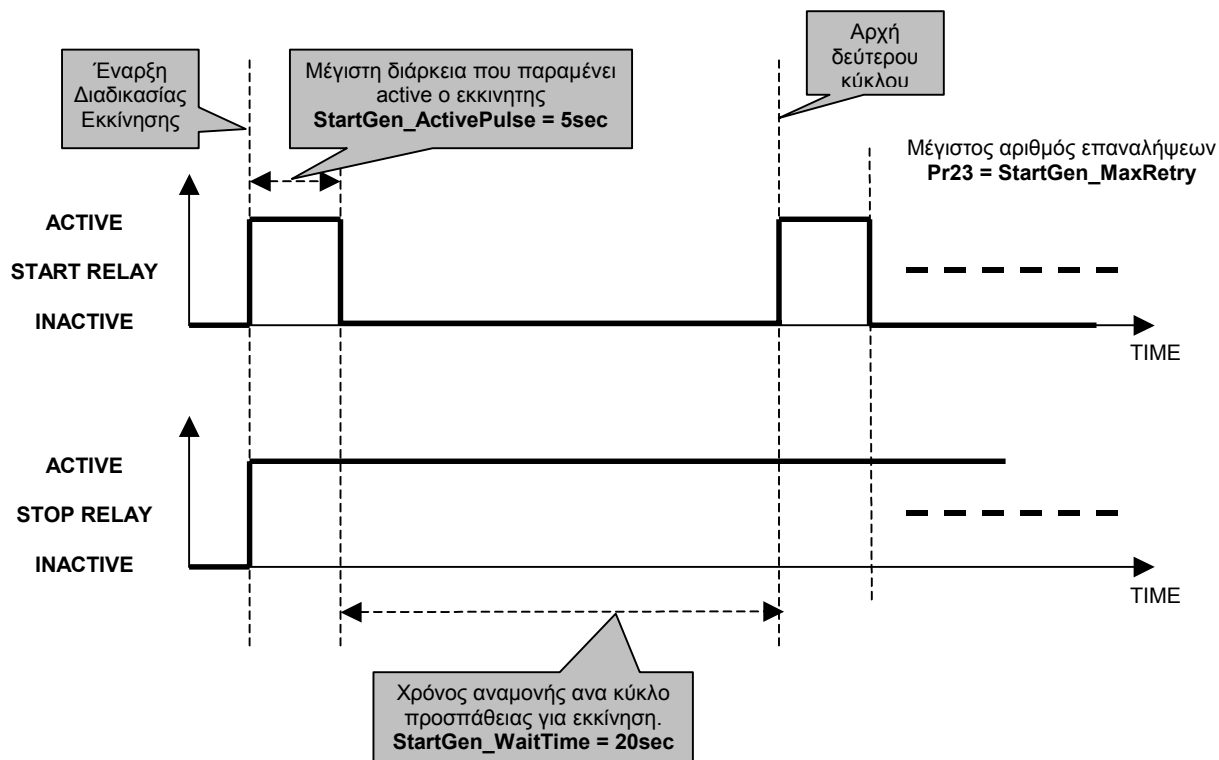 Έναρξη
Διαδικασίας
Εκκίνησης
Μέγιστη διάρκεια που παραμένει
active ο εκκινητης
StartGen_ActivePulse = 5sec
Αρχή
δεύτερου
κύκλου
Μέγιστος αριθμός επαναλήψεων
Pr23 = StartGen_MaxRetry
ACTIVE
START RELAY
INACTIVE
TIME
ACTIVE
STOP RELAY
INACTIVE
TIME
Χρόνος αναμονής ανα κύκλο
προσπάθειας για εκκίνηση.
StartGen_WaitTime = 20sec